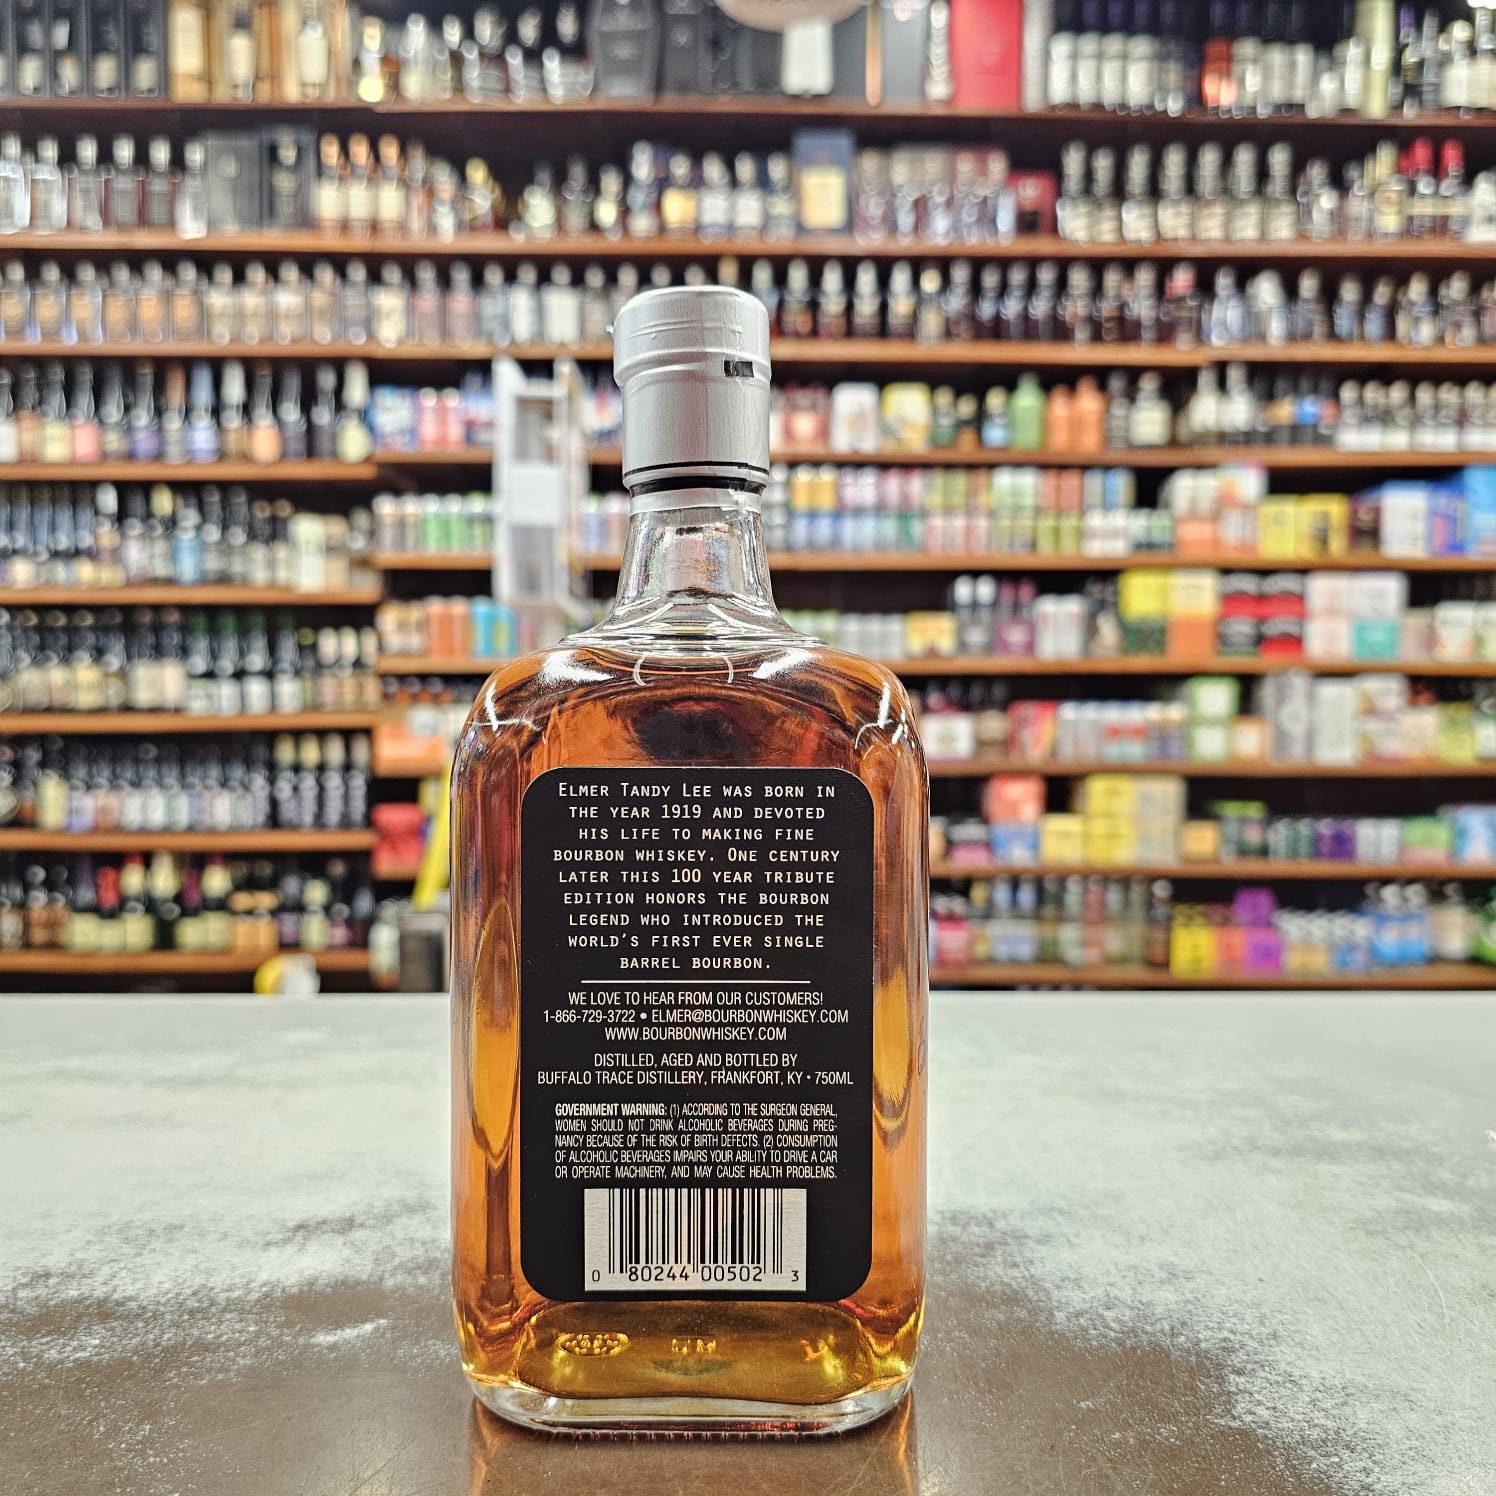 ELMER TANDY LEE WAS BORN IN
THE YEAR 1919 AND DEVOTED
HIS LIFE TO MAKING FINE
BOURBON WHISKEY. ONE CENTURY
LATER THIS 100 YEAR TRIBUTE
EDITION HONORS THE BOURBON
LEGEND WHO INTRODUCED THE
WORLD'S FIRST EVER SINGLE
BARREL BOURBON.
WE LOVE TO HEAR FROM OUR CUSTOMERS!
1-866-729-3722 • ELMER@BOURBONWHISKEY.COM
WWW.BOURBONWHISKEY.COM
DISTILLED, AGED AND BOTTLED BY
BUFFALO TRACE DISTILLERY, FRANKFORT, KY • 750ML
GOVERNMENT WARNING: (1) ACCORDING TO THE SURGEON GENERAL,
WOMEN SHOULD NOT DRINK ALCOHOLIC BEVERAGES DURING PREG-
NANCY BECAUSE OF THE RISK OF BIRTH DEFECTS. (2) CONSUMPTION
OF ALCOHOLIC BEVERAGES IMPAIRS YOUR ABILITY TO DRIVE A CAR
OR OPERATE MACHINERY, AND MAY CAUSE HEALTH PROBLEMS.
0 80244 00502 3